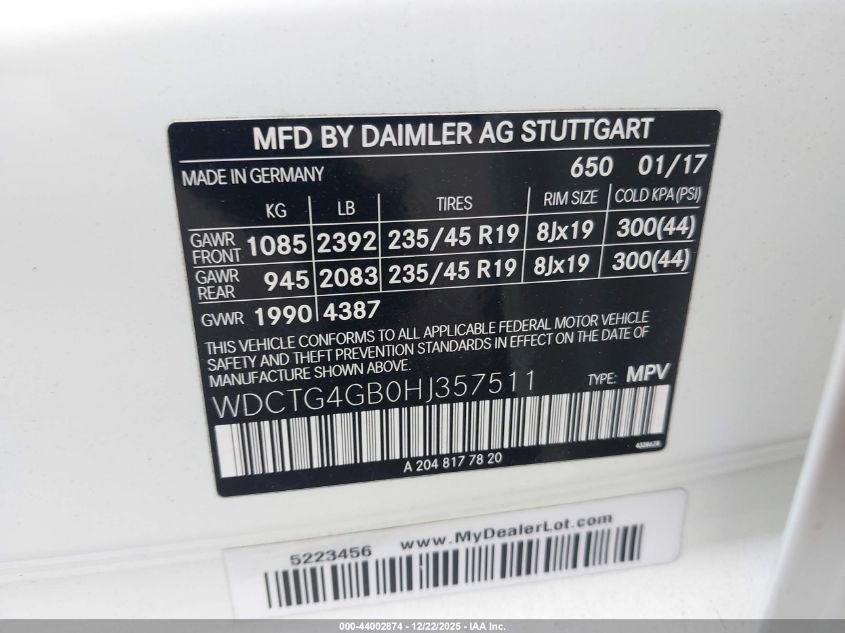 MFD BY DAIMLER AG STUTTGART
MADE IN GERMANY 650 01/17
KG LB TIRES RIM SIZE COLD KPA (PSI)
GAWR FRONT 1085 2392 235/45 R19 8Jx19 300(44)
GAWR REAR 945 2083 235/45 R19 8Jx19 300(44)
GVWR 1990 4387
THIS VEHICLE CONFORMS TO ALL APPLICABLE FEDERAL MOTOR VEHICLE
SAFETY AND THEFT PREVENTION STANDARDS IN EFFECT ON THE DATE OF
MANUFACTURE SHOWN ABOVE.
WDCTG4GB0HJ357511 TYPE: MPV
A 204 817 78 20
5223456 www.MyDealerLot.com
000-44002874 - 12/22/2025 - IAA Inc.